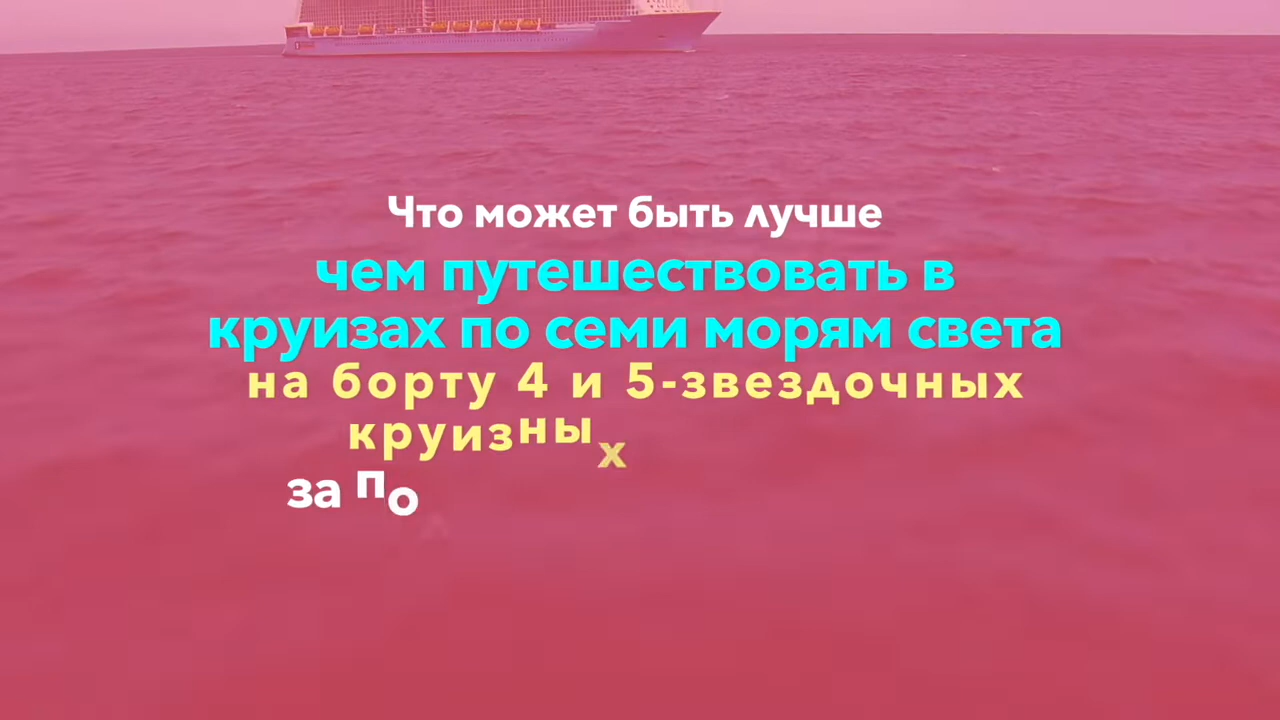 Что может быть лучше
чем путешествовать в
круизах по семи морям света
на борту 4 и 5-звездочных
круизных
за по